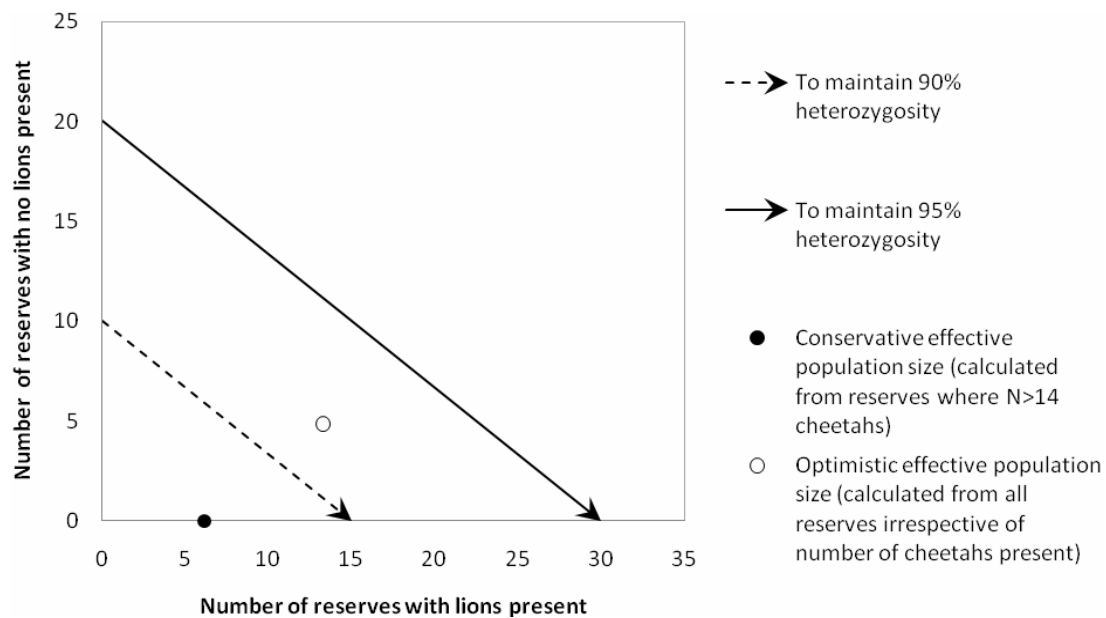 25
20
15
10
5
0
Number of reserves with no lions present
0 5 10 15 20 25 30 35
Number of reserves with lions present
To maintain 90%
heterozygosity
To maintain 95%
heterozygosity
Conservative effective
population size (calculated
from reserves where N>14
cheetahs)
Optimistic effective population
size (calculated from all
reserves irrespective of
number of cheetahs present)